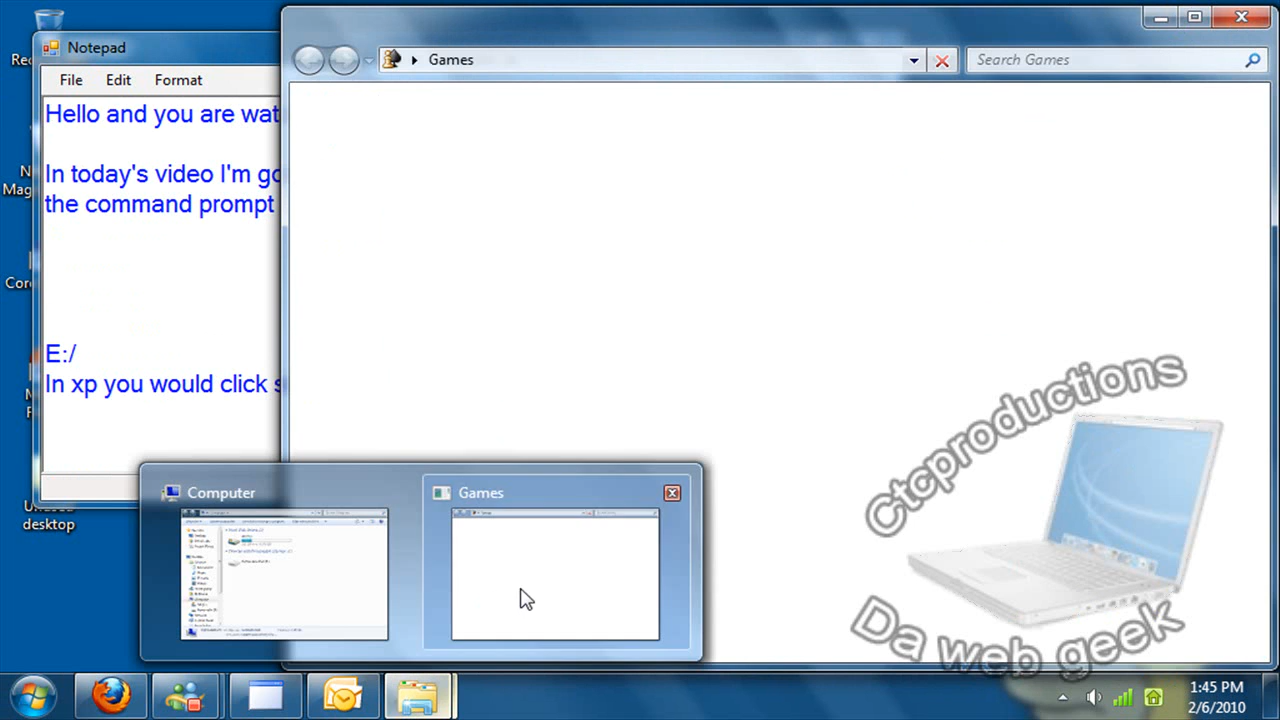 Notepad
File Edit Format
Hello and you are wat
In today's video I'm go
the command prompt
E:/
In xp you would click s
desktop
Games
Search Games
Computer
Games
Ctcproductions
Da web geek
1:45 PM
2/6/2010